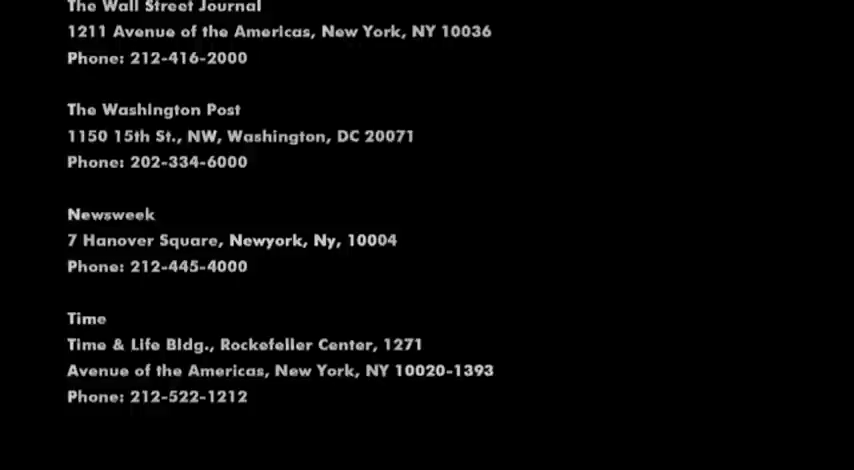 The Wall Street Journal
1211 Avenue of the Americas, New York, NY 10036
Phone: 212-416-2000
The Washington Post
1150 15th St., NW, Washington, DC 20071
Phone: 202-334-6000
Newsweek
7 Hanover Square, Newyork, Ny, 10004
Phone: 212-445-4000
Time
Time & Life Bldg., Rockefeller Center, 1271
Avenue of the Americas, New York, NY 10020-1393
Phone: 212-522-1212